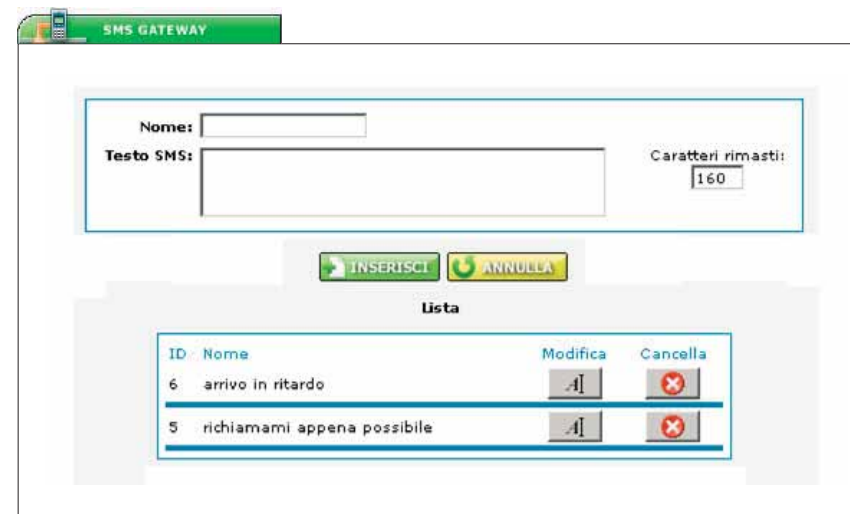 SMS GATEWAY
Nome:
Testo SMS:
Caratteri rimasti:
160
INSERISCI ANNULLA
Lista
ID Nome Modifica Cancella
6 arrivo in ritardo
5 richiamami appena possibile